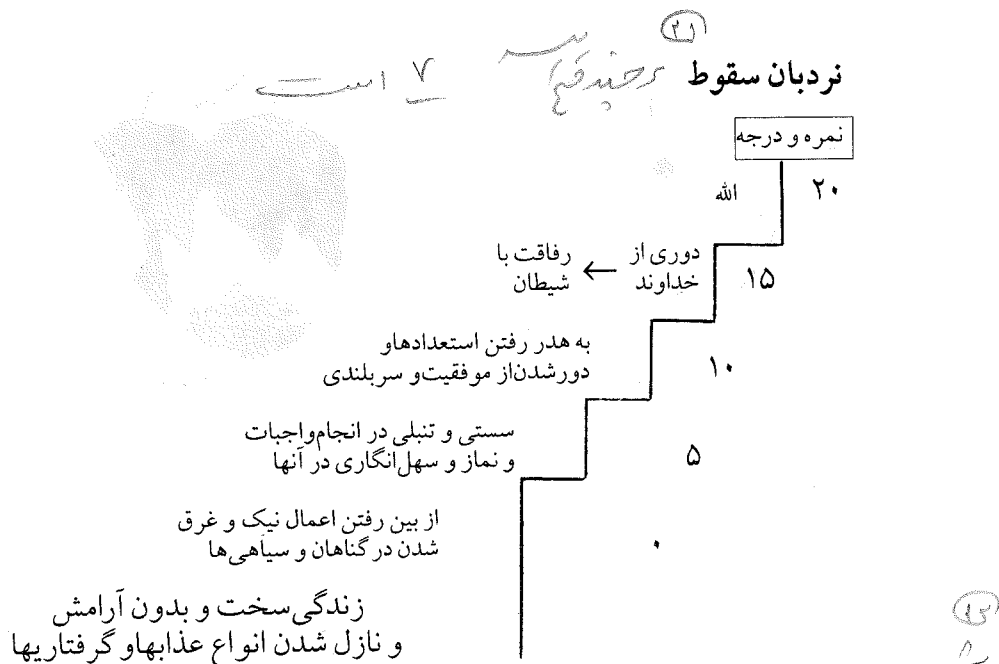 ۲۱
نردبان سقوط
۷ است
نمره و درجه
۲۰ الله
۱۵ دوری از خداوند ← رفاقت با شیطان
۱۰
به هدر رفتن استعدادهاو
دورشدن‌از موفقیت‌و سربلندی
۵
سستی و تنبلی در انجام‌واجبات
و نماز و سهل‌انگاری در آنها
۰
از بین رفتن اعمال نیک و غرق
شدن در گناهان و سیاهی‌ها
زندگی‌سخت و بدون آرامش
و نازل شدن انواع عذابهاو گرفتاریها